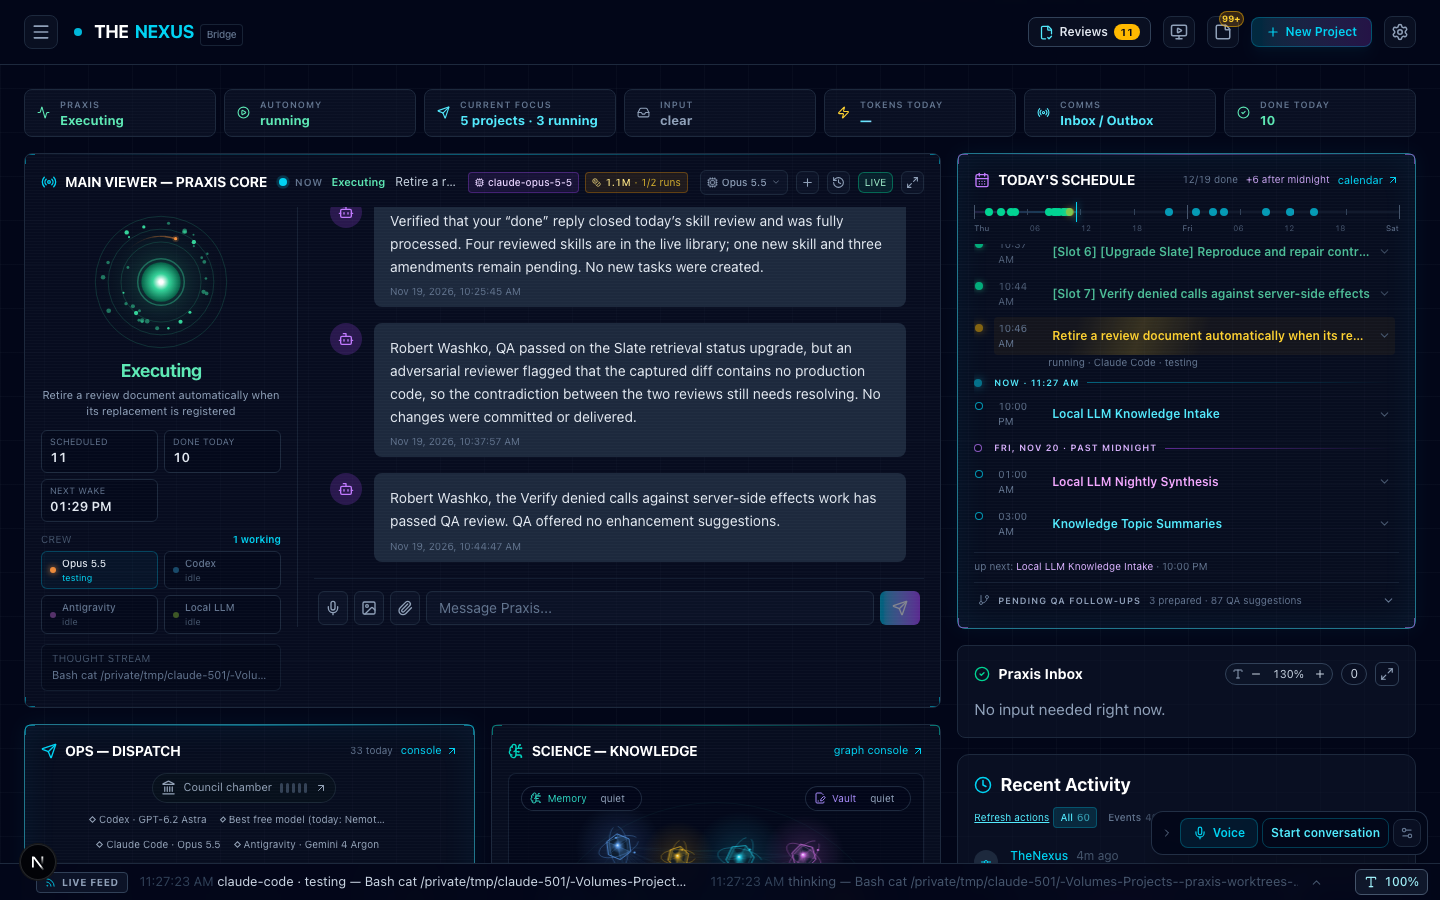 THE NEXUS
Bridge
Reviews 11
99+
New Project
PRAXIS
Executing
AUTONOMY
running
CURRENT FOCUS
5 projects · 3 running
INPUT
clear
TOKENS TODAY
—
COMMS
Inbox / Outbox
DONE TODAY
10
MAIN VIEWER — PRAXIS CORE
NOW Executing Retire a r...
claude-opus-5-5
1.1M · 1/2 runs
Opus 5.5
LIVE
Executing
Retire a review document automatically when
its replacement is registered
SCHEDULED
11
DONE TODAY
10
NEXT WAKE
01:29 PM
CREW
1 working
Opus 5.5
testing
Codex
idle
Antigravity
idle
Local LLM
idle
THOUGHT STREAM
Bash cat /private/tmp/claude-501/-Volu...
Verified that your “done” reply closed today’s skill review and was fully
processed. Four reviewed skills are in the live library; one new skill and three
amendments remain pending. No new tasks were created.
Nov 19, 2026, 10:25:45 AM
Robert Washko, QA passed on the Slate retrieval status upgrade, but an
adversarial reviewer flagged that the captured diff contains no production
code, so the contradiction between the two reviews still needs resolving. No
changes were committed or delivered.
Nov 19, 2026, 10:37:57 AM
Robert Washko, the Verify denied calls against server-side effects work has
passed QA review. QA offered no enhancement suggestions.
Nov 19, 2026, 10:44:47 AM
Message Praxis...
TODAY'S SCHEDULE
12/19 done
+6 after midnight
calendar
Thu 06 12 18 Fri 06 12 18 Sat
10:37
AM
[Slot 6] [Upgrade Slate] Reproduce and repair contr...
10:44
AM
[Slot 7] Verify denied calls against server-side effects
10:46
AM
Retire a review document automatically when its re...
running · Claude Code · testing
NOW · 11:27 AM
10:00
PM
Local LLM Knowledge Intake
FRI, NOV 20 · PAST MIDNIGHT
01:00
AM
Local LLM Nightly Synthesis
03:00
AM
Knowledge Topic Summaries
up next: Local LLM Knowledge Intake · 10:00 PM
PENDING QA FOLLOW-UPS 3 prepared · 87 QA suggestions
Praxis Inbox
130%
0
No input needed right now.
Recent Activity
Refresh actions
All 60
Events
TheNexus 4m ago
Voice
Start conversation
OPS — DISPATCH
33 today
console
Council chamber
Codex · GPT-6.2 Astra
Best free model (today: Nemot...
Claude Code · Opus 5.5
Antigravity · Gemini 4 Argon
SCIENCE — KNOWLEDGE
graph console
Memory quiet
Vault quiet
N
LIVE FEED
11:27:23 AM claude-code · testing — Bash cat /private/tmp/claude-501/-Volumes-Project...
11:27:23 AM thinking — Bash cat /private/tmp/claude-501/-Volumes-Projects--praxis-worktrees-...
100%